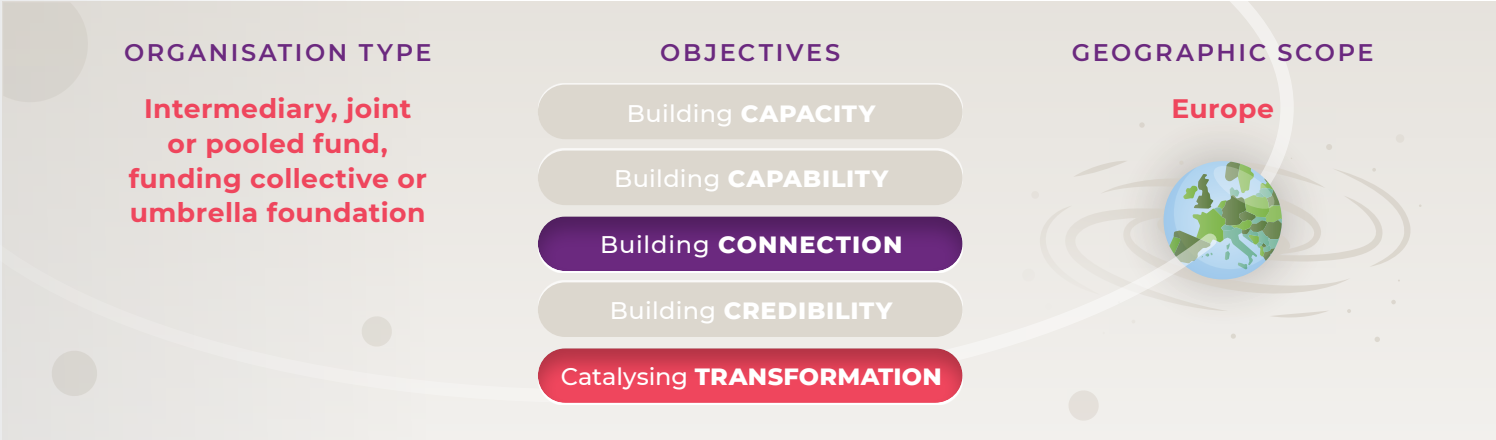 ORGANISATION TYPE
Intermediary, joint
or pooled fund,
funding collective or
umbrella foundation
OBJECTIVES
Building CAPACITY
Building CAPABILITY
Building CONNECTION
Building CREDIBILITY
Catalysing TRANSFORMATION
GEOGRAPHIC SCOPE
Europe